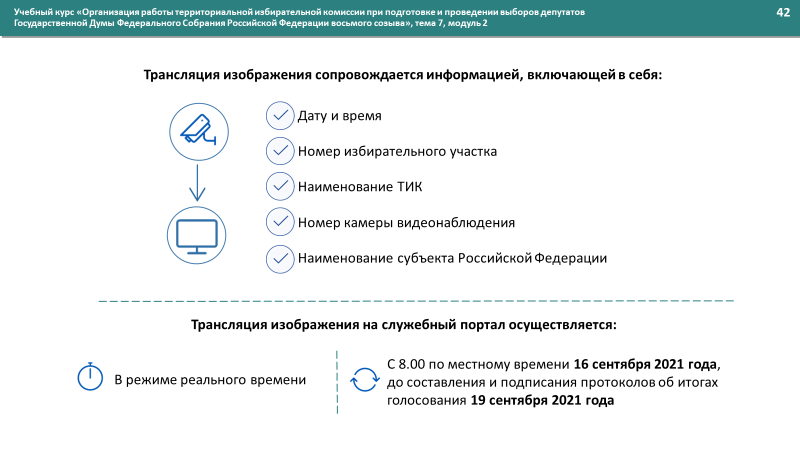 Учебный курс «Организация работы территориальной избирательной комиссии при подготовке и проведении выборов депутатов
Государственной Думы Федерального Собрания Российской Федерации восьмого созыва», тема 7, модуль 2
42
Трансляция изображения сопровождается информацией, включающей в себя:
Дату и время
Номер избирательного участка
Наименование ТИК
Номер камеры видеонаблюдения
Наименование субъекта Российской Федерации
Трансляция изображения на служебный портал осуществляется:
В режиме реального времени
С 8.00 по местному времени 16 сентября 2021 года,
до составления и подписания протоколов об итогах
голосования 19 сентября 2021 года